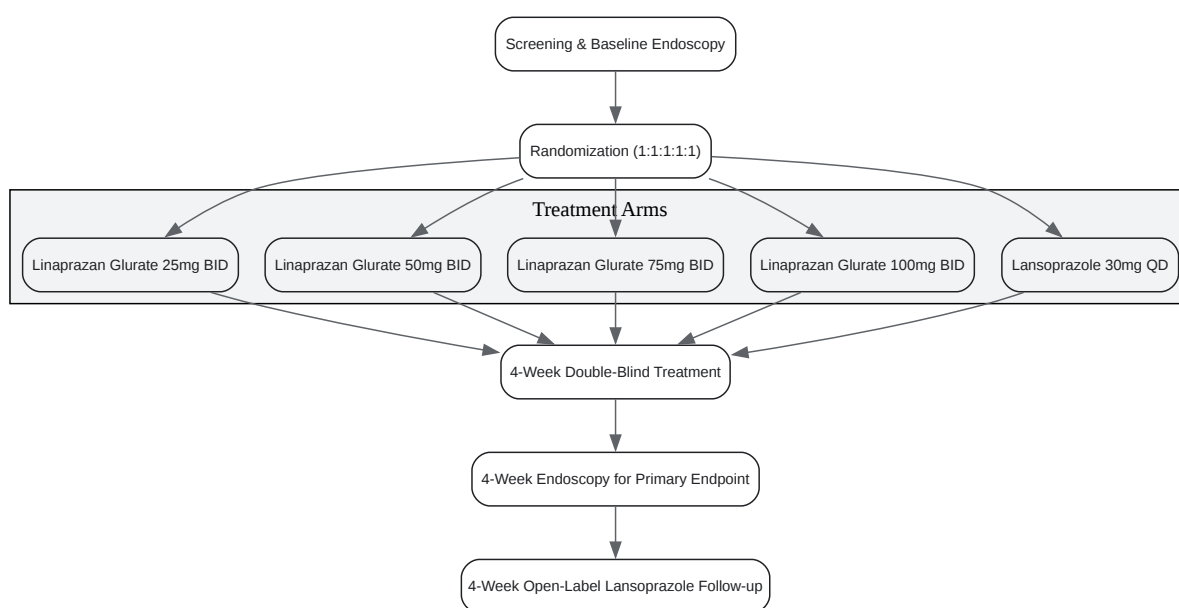 Screening & Baseline Endoscopy
Randomization (1:1:1:1:1)
Treatment Arms
Linaprazan Glurate 25mg BID
Linaprazan Glurate 50mg BID
Linaprazan Glurate 75mg BID
Linaprazan Glurate 100mg BID
Lansoprazole 30mg QD
4-Week Double-Blind Treatment
4-Week Endoscopy for Primary Endpoint
4-Week Open-Label Lansoprazole Follow-up